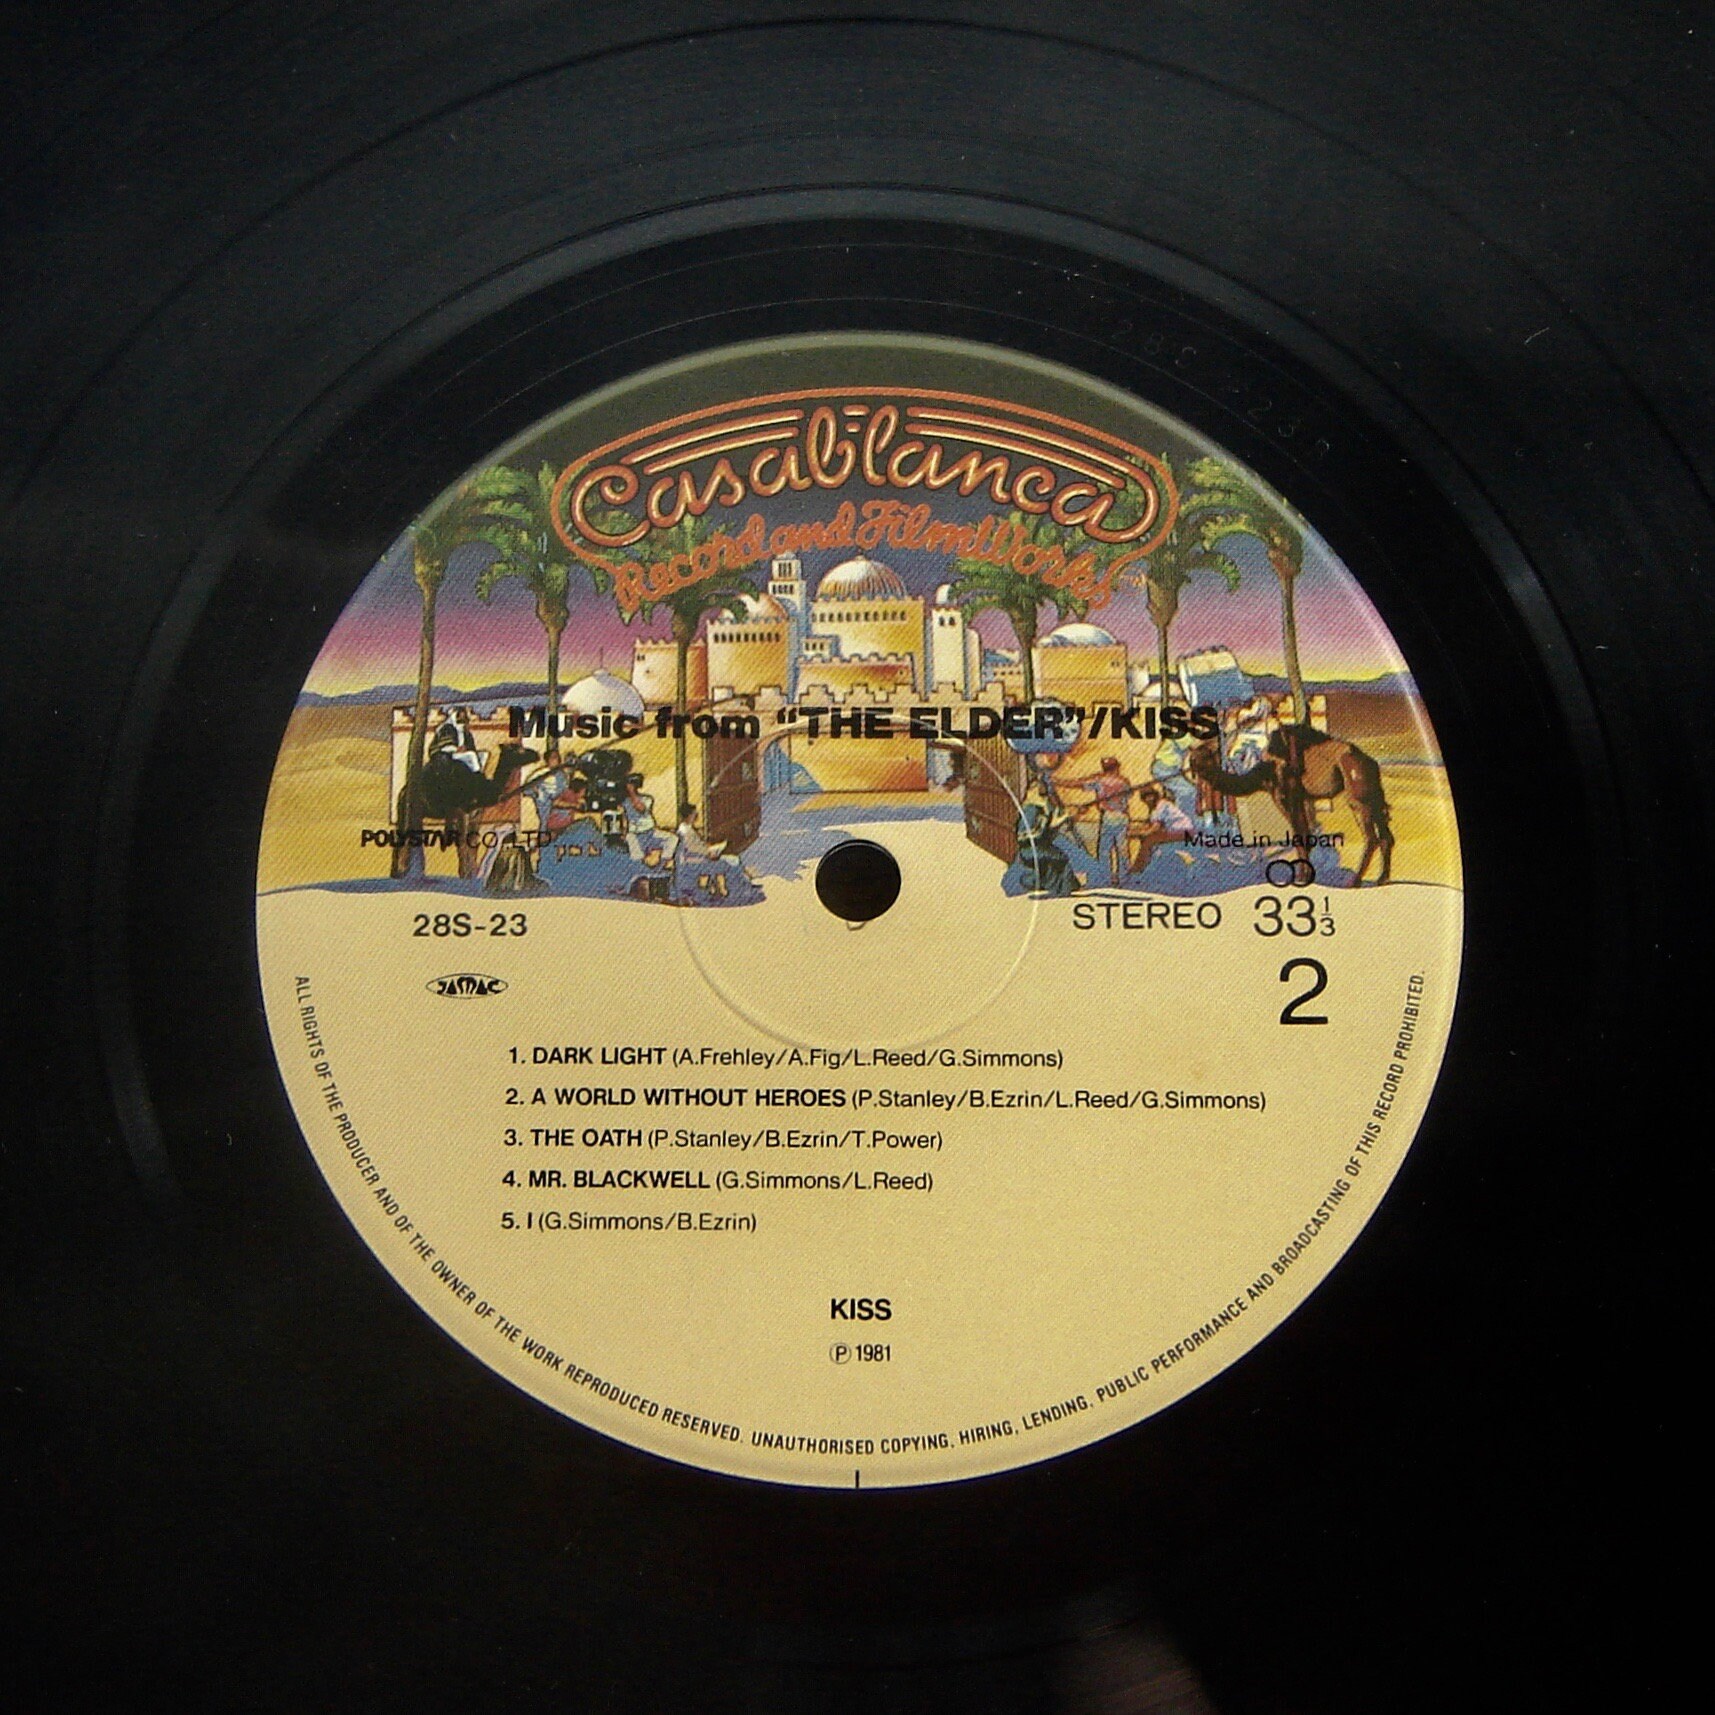 Casablanca
Record and FilmWorks
Music from “THE ELDER”/KISS
POLYSTAR CO.,LTD.
Made in Japan
28S-23
STEREO 33⅓
JASRAC
2
1. DARK LIGHT (A.Frehley/A.Fig/L.Reed/G.Simmons)
2. A WORLD WITHOUT HEROES (P.Stanley/B.Ezrin/L.Reed/G.Simmons)
3. THE OATH (P.Stanley/B.Ezrin/T.Power)
4. MR. BLACKWELL (G.Simmons/L.Reed)
5. I (G.Simmons/B.Ezrin)
KISS
Ⓟ 1981
ALL RIGHTS OF THE PRODUCER AND OF THE OWNER OF THE WORK REPRODUCED RESERVED. UNAUTHORISED COPYING, HIRING, LENDING, PUBLIC PERFORMANCE AND BROADCASTING OF THIS RECORD PROHIBITED.